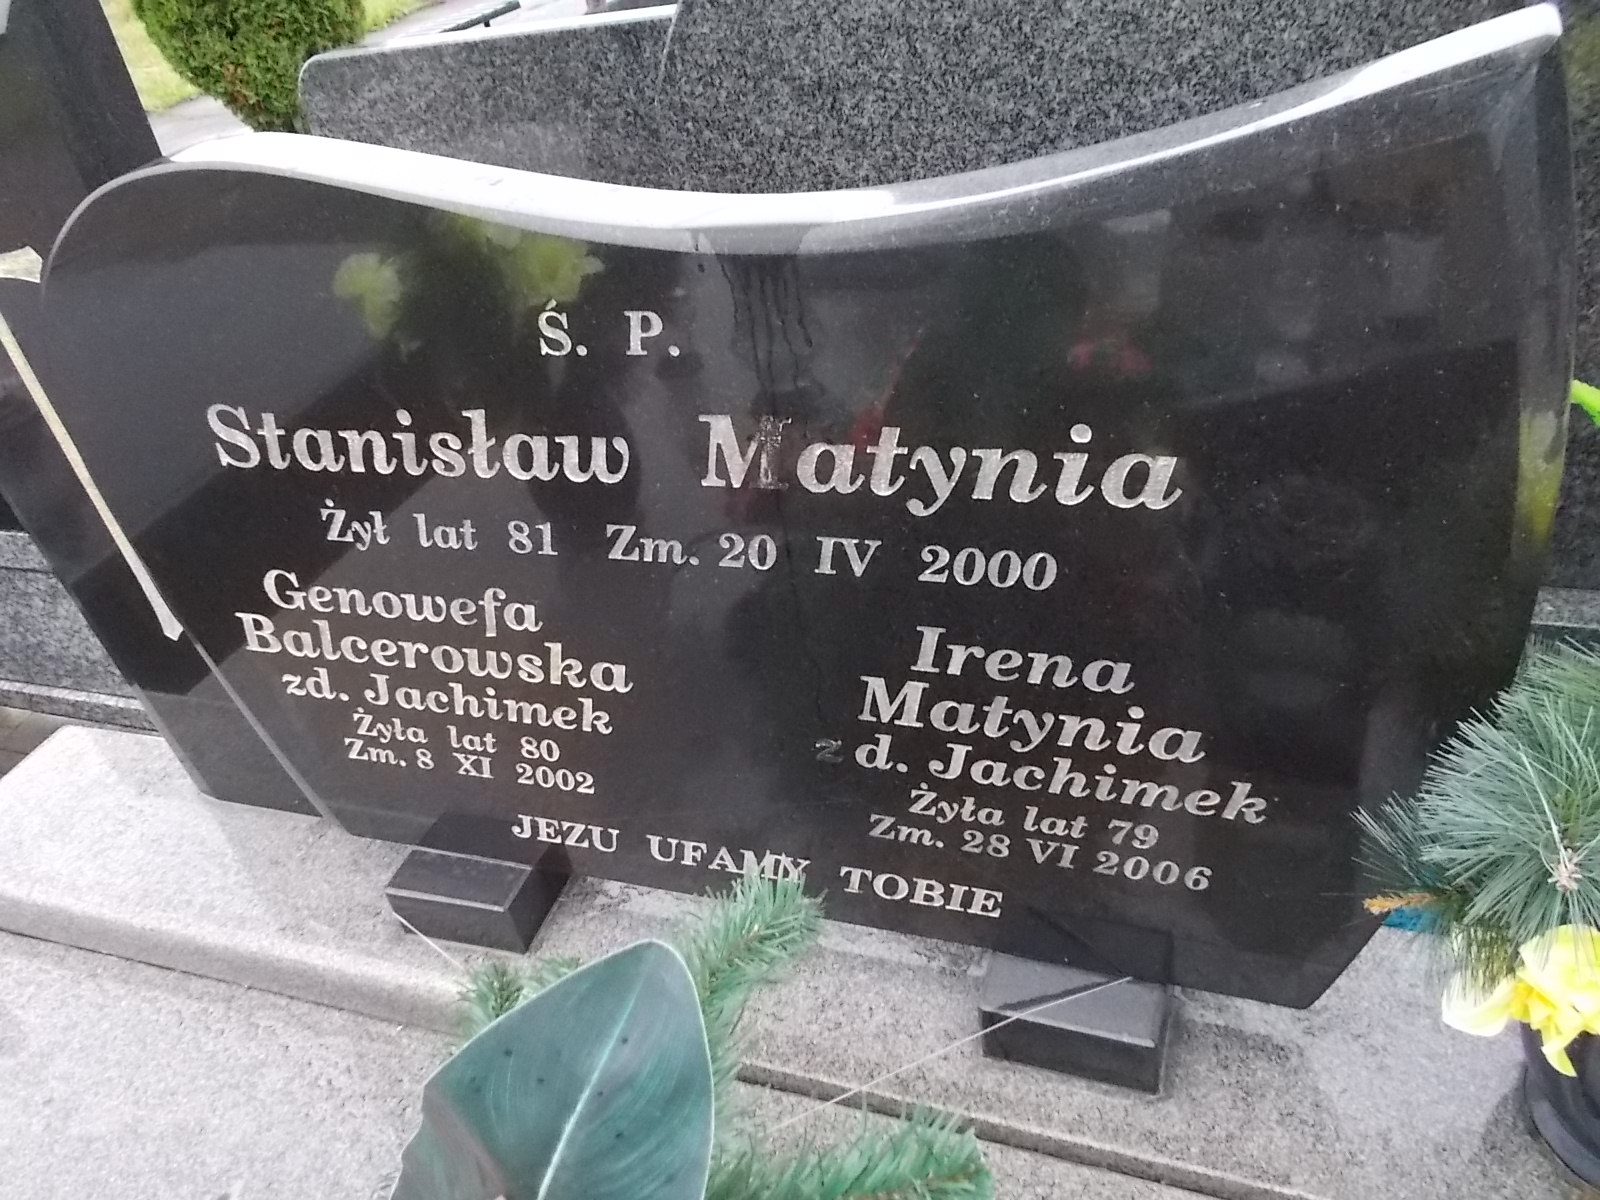 Ś. P.
Stanisław Matynia
Żył lat 81 Zm. 20 IV 2000
Genowefa
Balcerowska
zd. Jachimek
Żyła lat 80
Zm. 8 XI 2002
Irena
Matynia
zd. Jachimek
Żyła lat 79
Zm. 28 VI 2006
JEZU UFAMY TOBIE